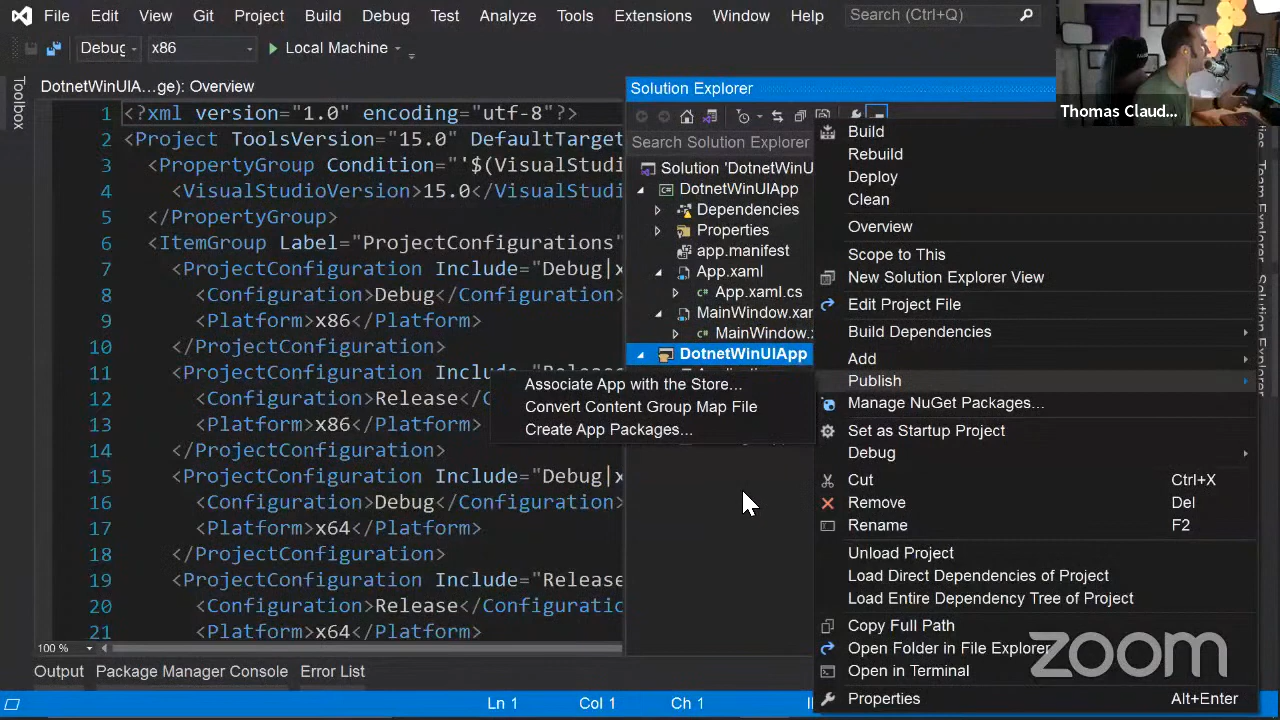 File Edit View Git Project Build Debug Test Analyze Tools Extensions Window Help Search (Ctrl+Q)
Debug x86 Local Machine
Thomas Claud...
Toolbox
DotnetWinUIA...ge): Overview
1 <?xml version="1.0" encoding="utf-8"?>
2 <Project ToolsVersion="15.0" DefaultTarget
3 <PropertyGroup Condition="'$(VisualStudi
4 <VisualStudioVersion>15.0</VisualStudi
5 </PropertyGroup>
6 <ItemGroup Label="ProjectConfigurations"
7 <ProjectConfiguration Include="Debug|x
8 <Configuration>Debug</Configuration>
9 <Platform>x86</Platform>
10 </ProjectConfiguration>
11 <ProjectConfiguration Include="Release
12 <Configuration>Release</C
13 <Platform>x86</Platform>
14 </ProjectConfiguration>
15 <ProjectConfiguration Include="Debug|x
16 <Configuration>Debug</Configuration>
17 <Platform>x64</Platform>
18 </ProjectConfiguration>
19 <ProjectConfiguration Include="Release
20 <Configuration>Release</Configuratio
21 <Platform>x64</Platform>
100 %
Solution Explorer
Search Solution Explorer
Solution 'DotnetWinU
DotnetWinUIApp
Dependencies
Properties
app.manifest
App.xaml
App.xaml.cs
MainWindow.xar
MainWindow.x
DotnetWinUIApp
Associate App with the Store...
Convert Content Group Map File
Create App Packages...
Build
Rebuild
Deploy
Clean
Overview
Scope to This
New Solution Explorer View
Edit Project File
Build Dependencies
Add
Publish
Manage NuGet Packages...
Set as Startup Project
Debug
Cut Ctrl+X
Remove Del
Rename F2
Unload Project
Load Direct Dependencies of Project
Load Entire Dependency Tree of Project
Copy Full Path
Open Folder in File Explorer
Open in Terminal
Properties Alt+Enter
zoom
Team Explorer
Output Package Manager Console Error List
Ln 1 Col 1 Ch 1